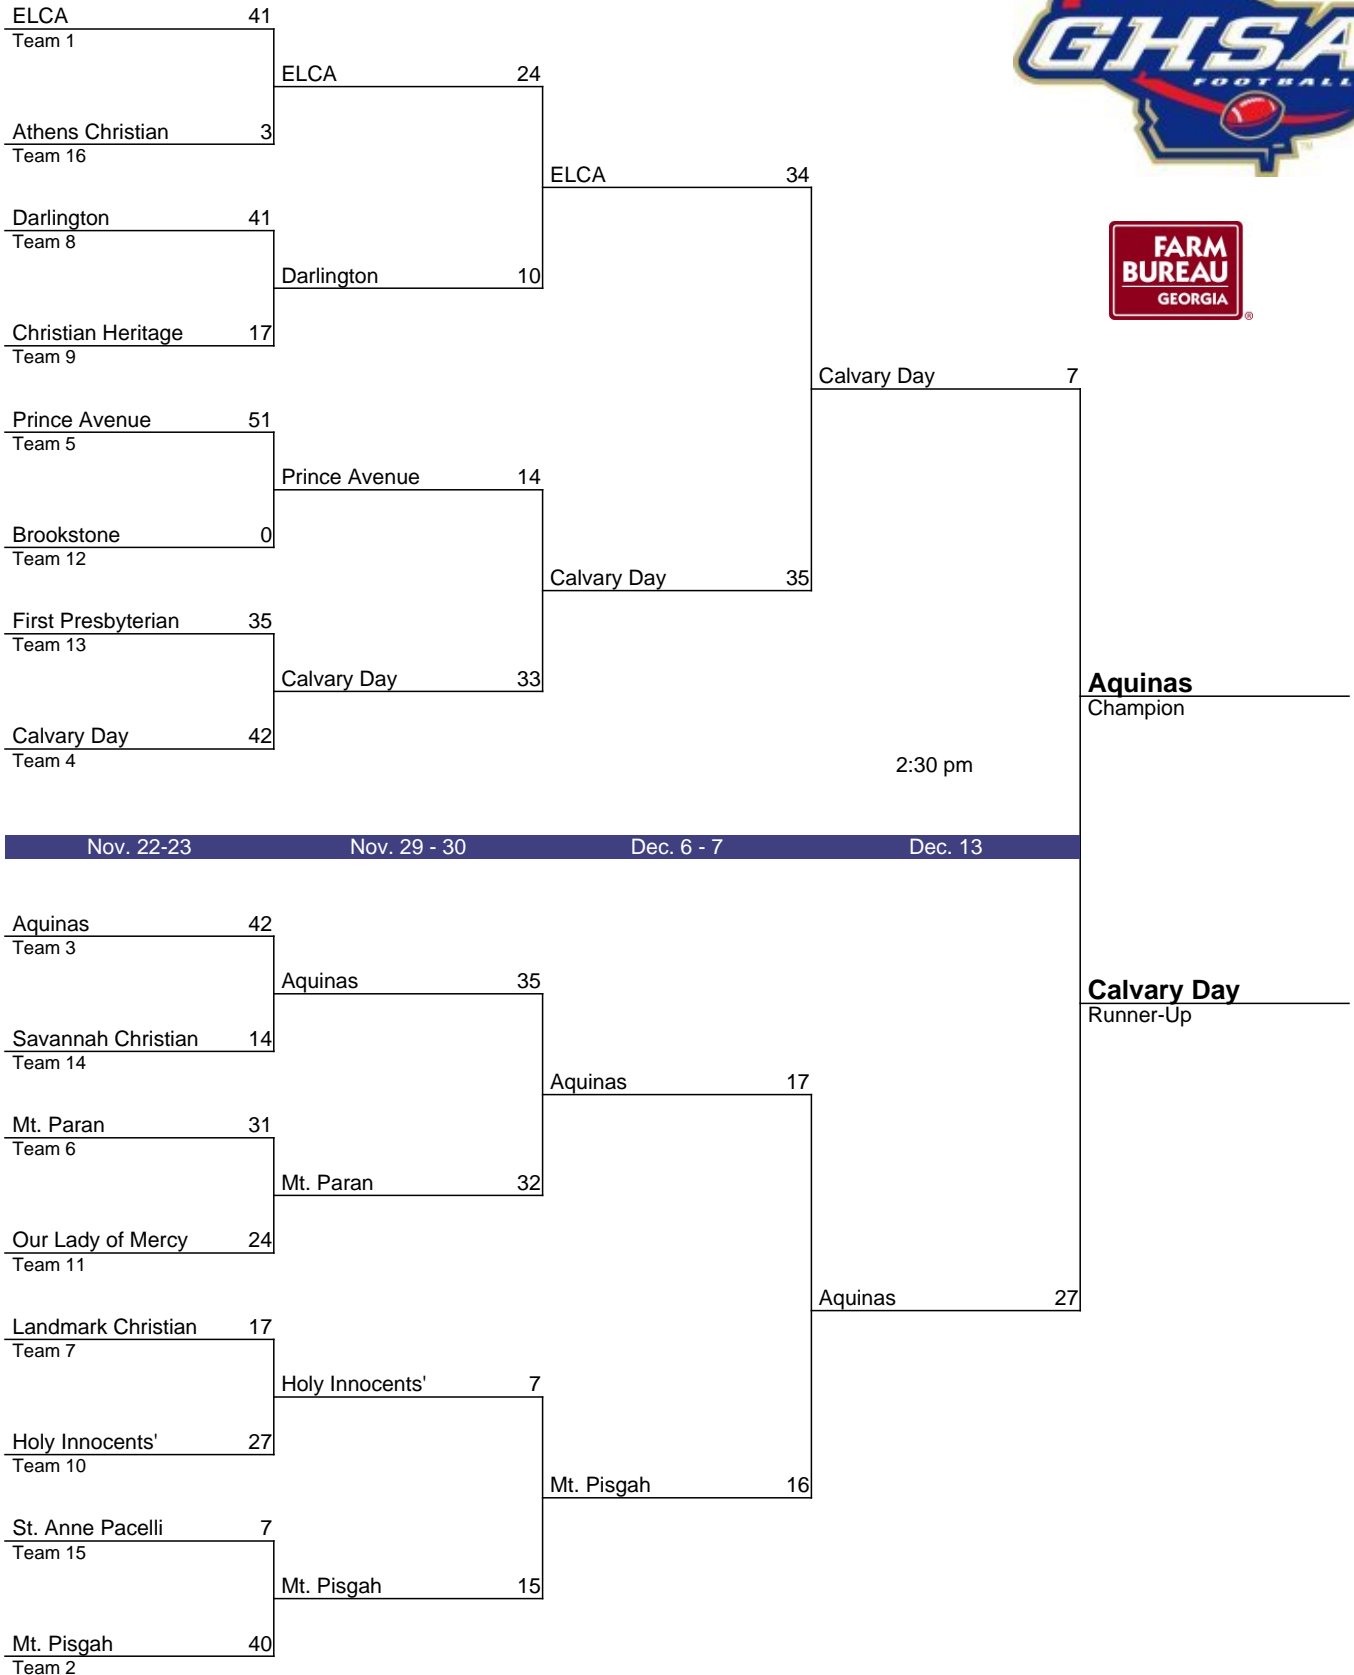 ELCA 41
Team 1
ELCA 24
Athens Christian 3
Team 16
ELCA 34
Darlington 41
Team 8
Darlington 10
Christian Heritage 17
Team 9
Calvary Day 7
Prince Avenue 51
Team 5
Prince Avenue 14
Brookstone 0
Team 12
Calvary Day 35
First Presbyterian 35
Team 13
Calvary Day 33
Calvary Day 42
Team 4
Aquinas
Champion
2:30 pm
GHSA
FOOTBALL
TM
FARM
BUREAU
GEORGIA
®
Nov. 22-23 Nov. 29 - 30 Dec. 6 - 7 Dec. 13
Aquinas 42
Team 3
Aquinas 35
Savannah Christian 14
Team 14
Calvary Day
Runner-Up
Aquinas 17
Mt. Paran 31
Team 6
Mt. Paran 32
Our Lady of Mercy 24
Team 11
Aquinas 27
Landmark Christian 17
Team 7
Holy Innocents' 7
Holy Innocents' 27
Team 10
Mt. Pisgah 16
St. Anne Pacelli 7
Team 15
Mt. Pisgah 15
Mt. Pisgah 40
Team 2